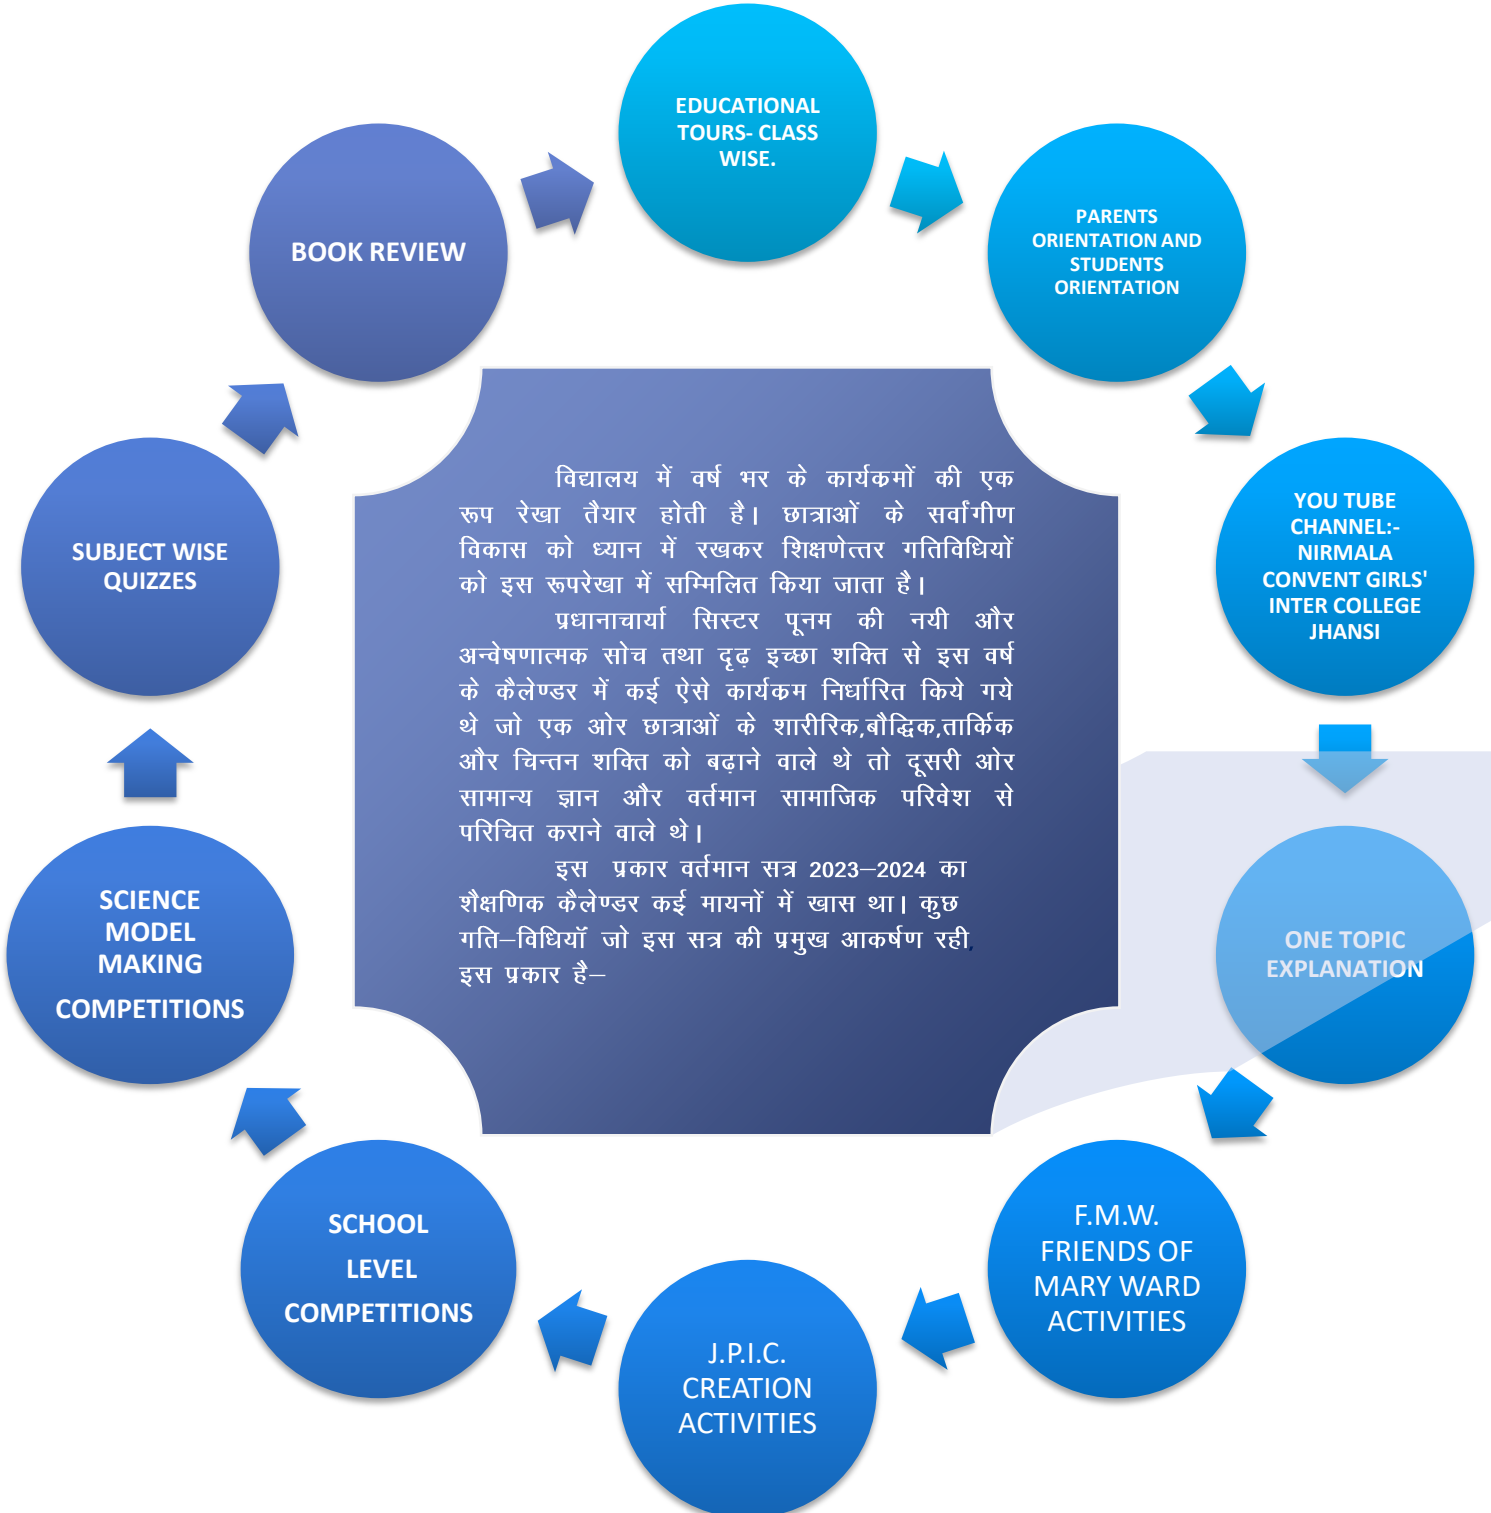 EDUCATIONAL
TOURS- CLASS
WISE.
PARENTS
ORIENTATION AND
STUDENTS
ORIENTATION
YOU TUBE
CHANNEL:-
NIRMALA
CONVENT GIRLS'
INTER COLLEGE
JHANSI
ONE TOPIC
EXPLANATION
F.M.W.
FRIENDS OF
MARY WARD
ACTIVITIES
J.P.I.C.
CREATION
ACTIVITIES
SCHOOL
LEVEL
COMPETITIONS
SCIENCE
MODEL
MAKING
COMPETITIONS
SUBJECT WISE
QUIZZES
BOOK REVIEW
विद्यालय में वर्ष भर के कार्यकमों की एक
रूप रेखा तैयार होती है। छात्राओं के सर्वांगीण
विकास को ध्यान में रखकर शिक्षणेत्तर गतिविधियों
को इस रूपरेखा में सम्मिलित किया जाता है।
प्रधानाचार्या सिस्टर पूनम की नयी और
अन्वेषणात्मक सोच तथा दृढ़ इच्छा शक्ति से इस वर्ष
के कैलेण्डर में कई ऐसे कार्यकम निर्धारित किये गये
थे जो एक ओर छात्राओं के शारीरिक,बौद्धिक,तार्किक
और चिन्तन शक्ति को बढ़ाने वाले थे तो दूसरी ओर
सामान्य ज्ञान और वर्तमान सामाजिक परिवेश से
परिचित कराने वाले थे।
इस प्रकार वर्तमान सत्र 2023–2024 का
शैक्षणिक कैलेण्डर कई मायनों में खास था। कुछ
गति–विधियॉ जो इस सत्र की प्रमुख आकर्षण रही,
इस प्रकार है–